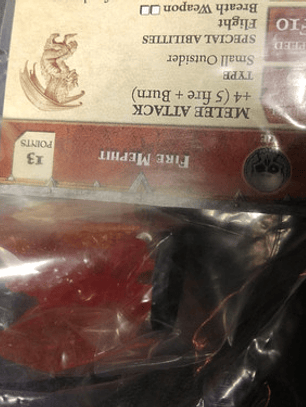 FIRE MEPHIT
13
POINTS
MELEE ATTACK
+4 (5 fire + Burn)
TYPE
Small Outsider
SPECIAL ABILITIES
Flight
Breath Weapon